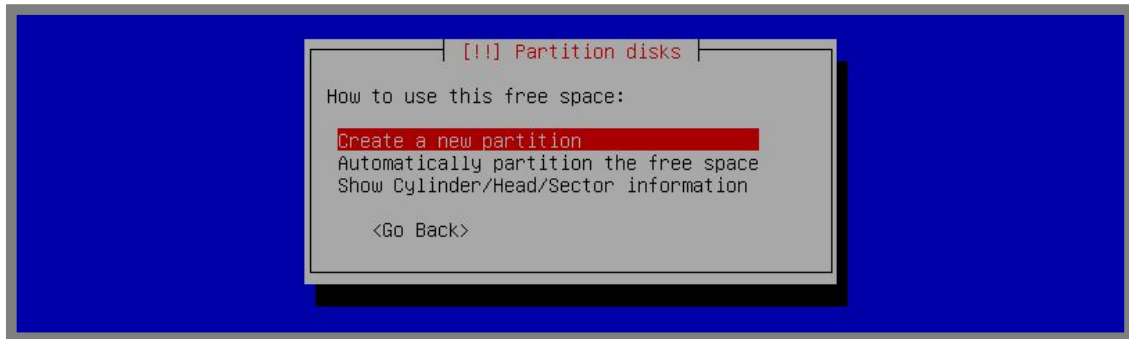 [!!] Partition disks
How to use this free space:
Create a new partition
Automatically partition the free space
Show Cylinder/Head/Sector information
<Go Back>